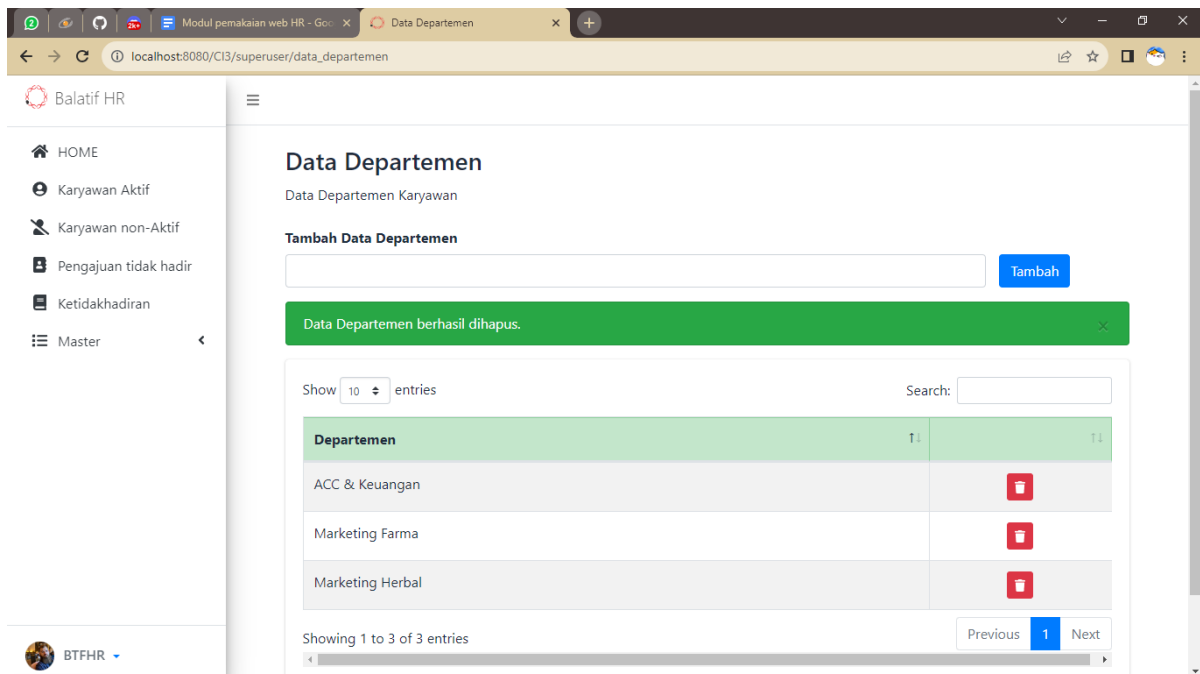 2
2k+
Modul pemakaian web HR - Goo
Data Departemen
localhost:8080/CI3/superuser/data_departemen
Balatif HR
HOME
Karyawan Aktif
Karyawan non-Aktif
Pengajuan tidak hadir
Ketidakhadiran
Master
BTFHR
Data Departemen
Data Departemen Karyawan
Tambah Data Departemen
Tambah
Data Departemen berhasil dihapus.
×
Show 10 entries
Search:
Departemen
ACC & Keuangan
Marketing Farma
Marketing Herbal
Showing 1 to 3 of 3 entries
Previous 1 Next